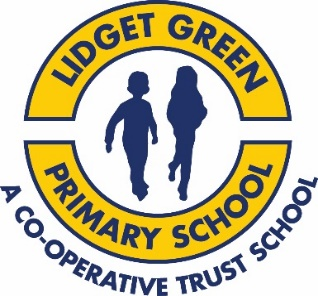 LIDGET GREEN
PRIMARY SCHOOL
A CO-OPERATIVE TRUST SCHOOL